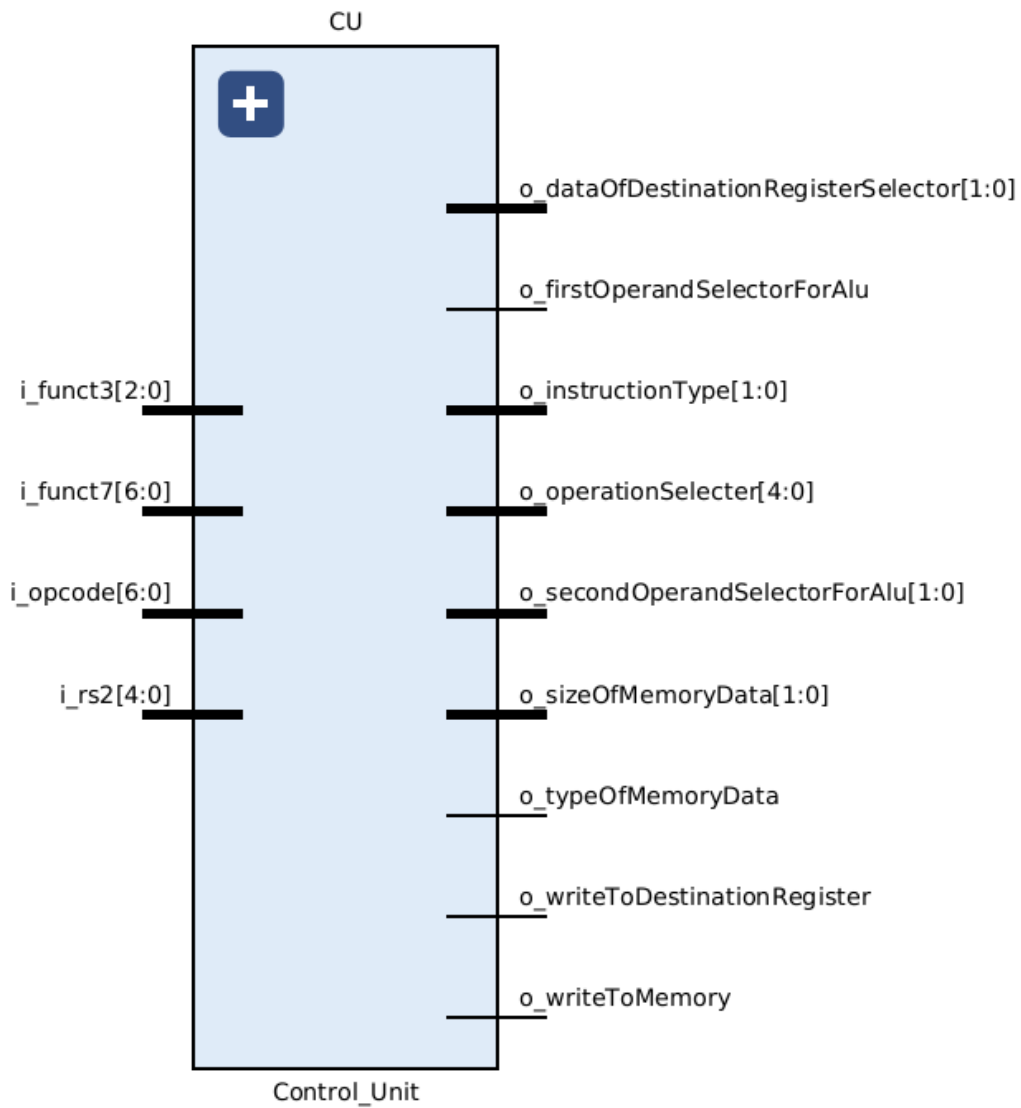 CU
o_dataOfDestinationRegisterSelector[1:0]
o_firstOperandSelectorForAlu
i_funct3[2:0]
o_instructionType[1:0]
i_funct7[6:0]
o_operationSelecter[4:0]
i_opcode[6:0]
o_secondOperandSelectorForAlu[1:0]
i_rs2[4:0]
o_sizeOfMemoryData[1:0]
o_typeOfMemoryData
o_writeToDestinationRegister
o_writeToMemory
Control_Unit